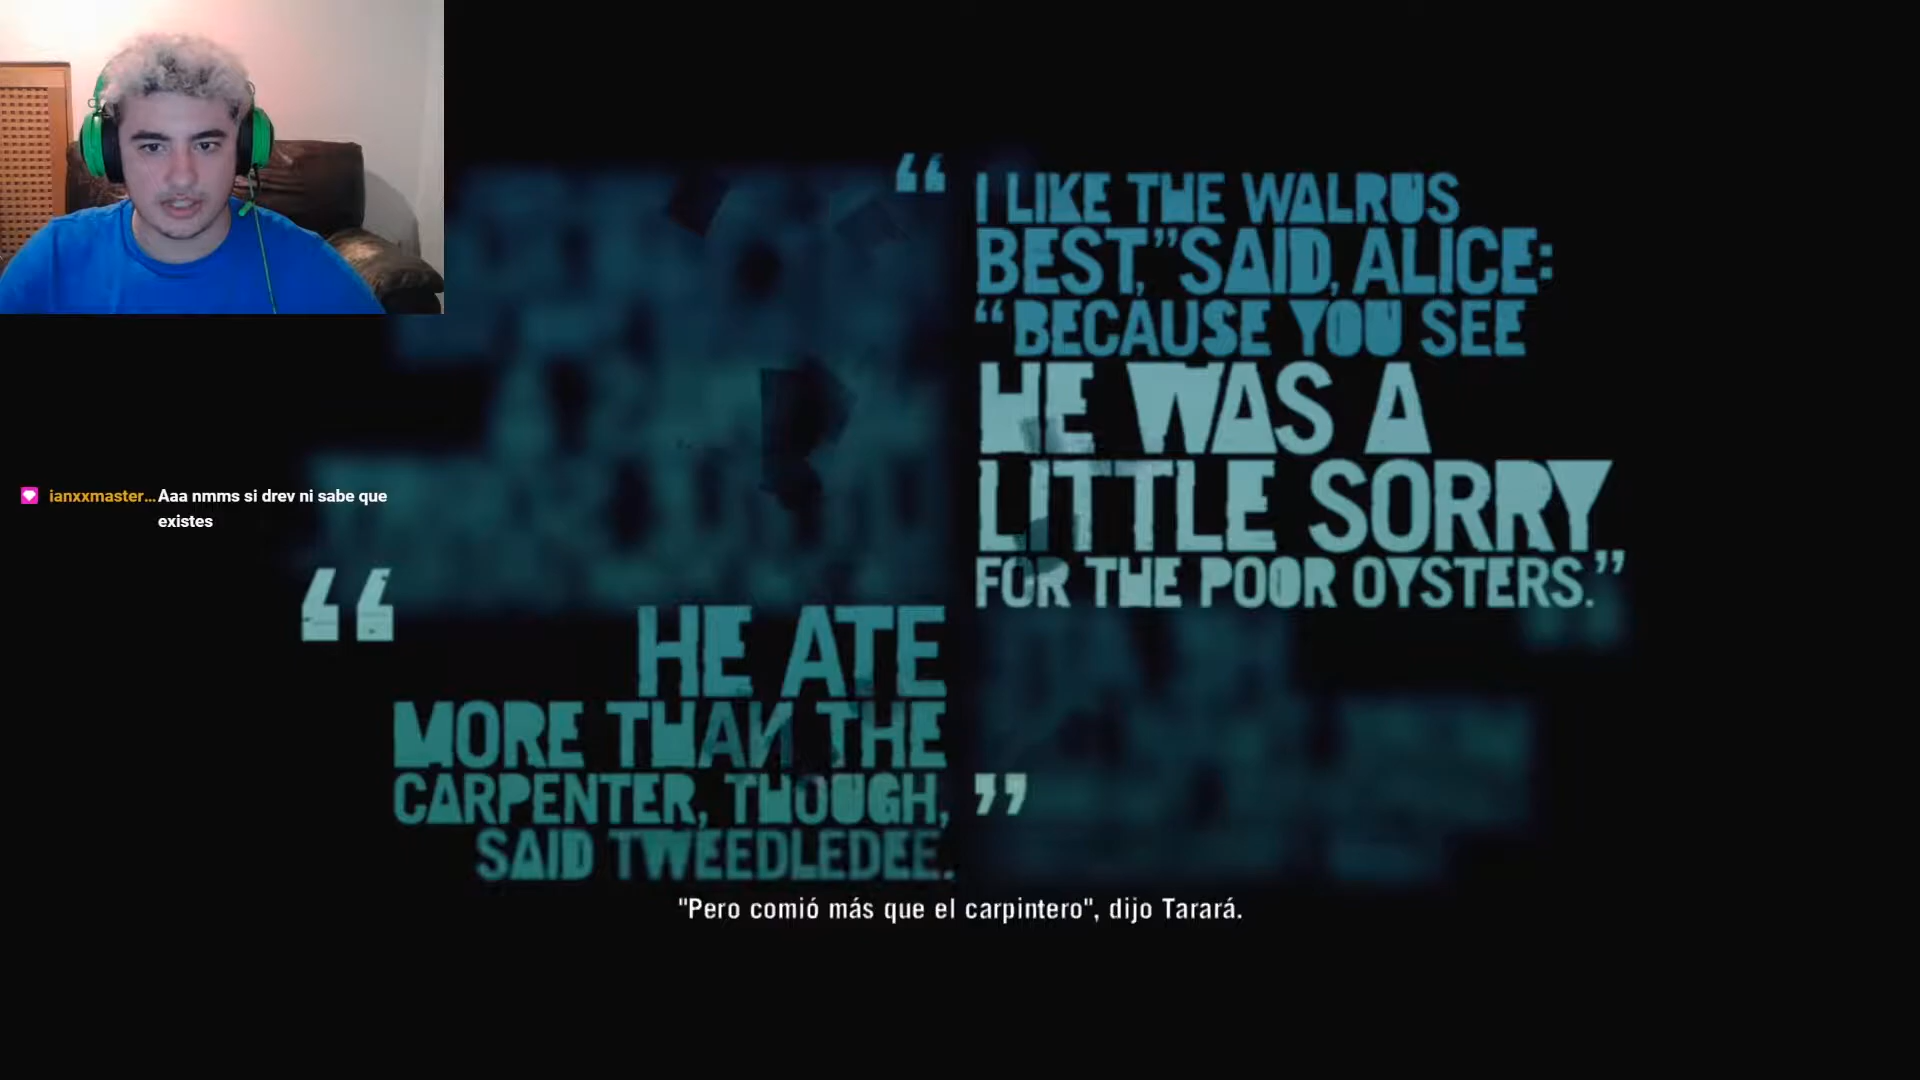 “ I LIKE THE WALRUS
BEST,” SAID, ALICE:
“BECAUSE YOU SEE
HE WAS A
LITTLE SORRY
FOR THE POOR OYSTERS.”
ianxxmaster… Aaa nmms si drev ni sabe que
existes
“ HE ATE
MORE THAN THE
CARPENTER, THOUGH, ”
SAID TWEEDLEDEE.
"Pero comió más que el carpintero", dijo Tarará.